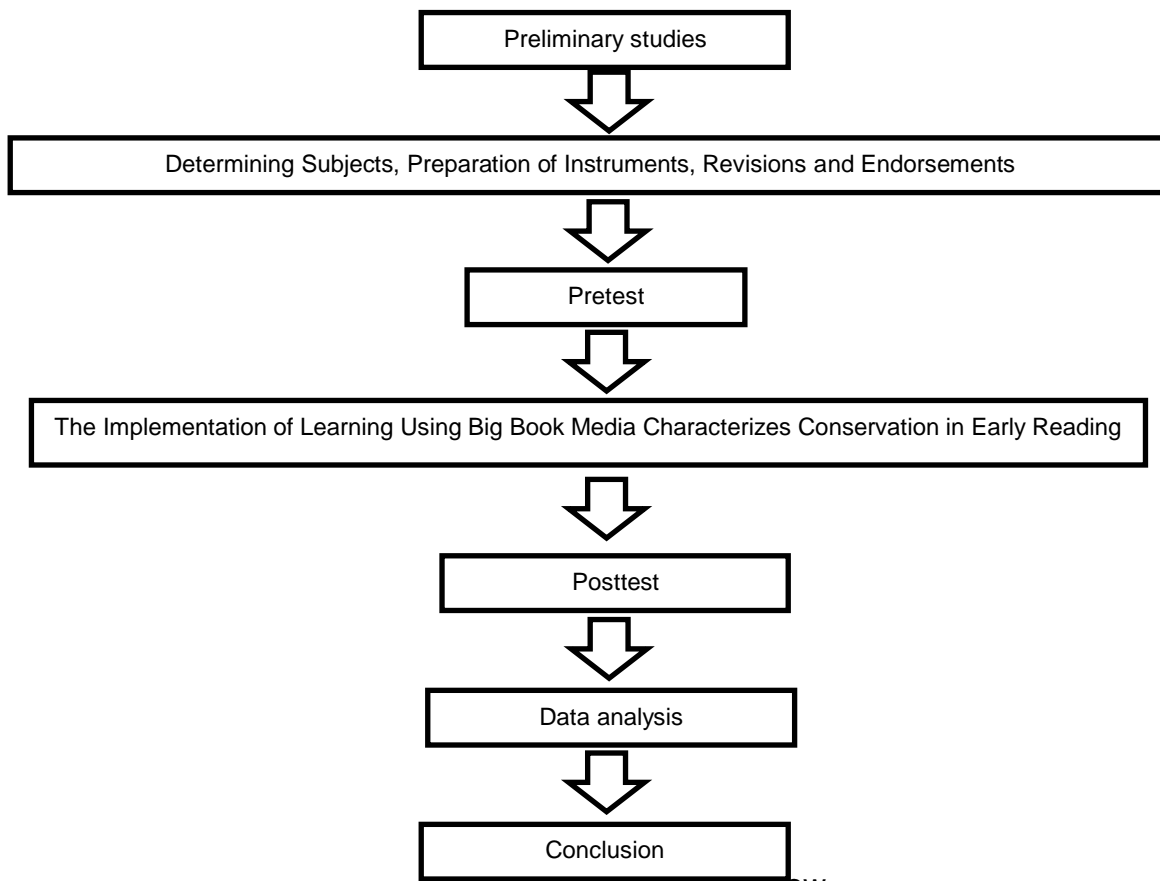 Preliminary studies
Determining Subjects, Preparation of Instruments, Revisions and Endorsements
Pretest
The Implementation of Learning Using Big Book Media Characterizes Conservation in Early Reading
Posttest
Data analysis
Conclusion